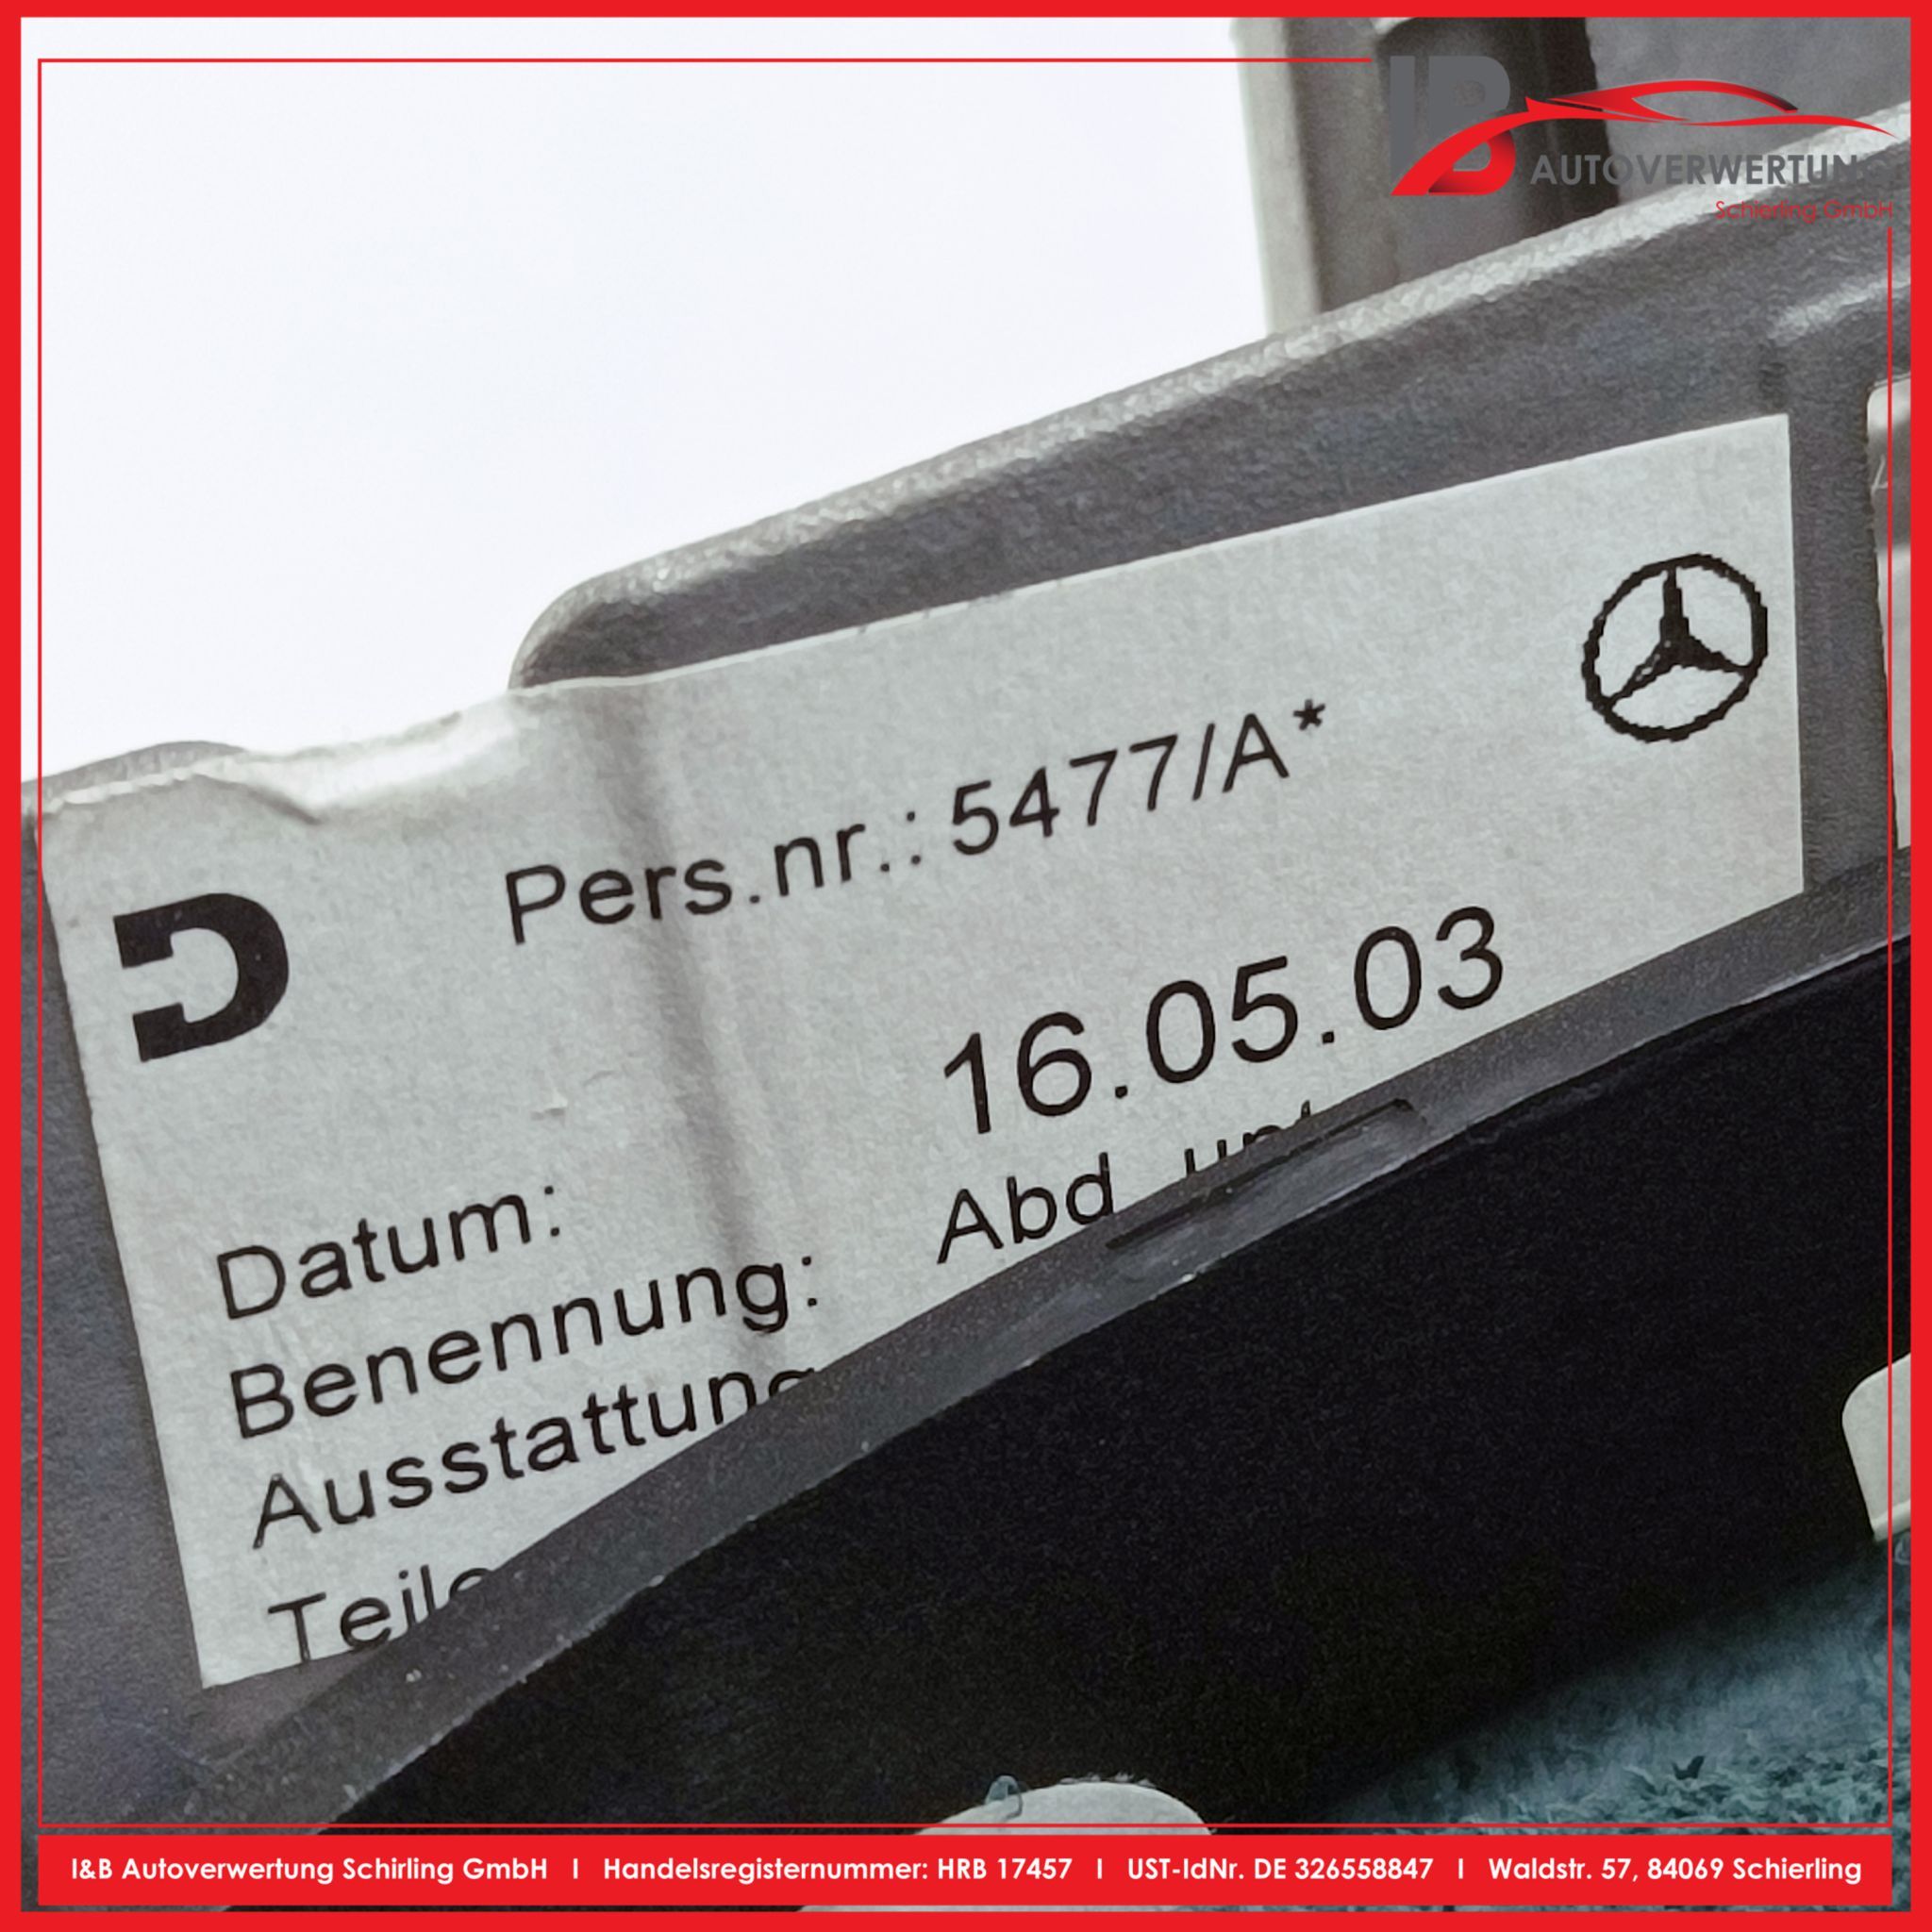 IB AUTOVERWERTUNG
Schierling GmbH
Pers.nr.: 5477/A*
Datum: 16.05.03
Benennung: Abd
Ausstattung
I&B Autoverwertung Schirling GmbH I Handelsregisternummer: HRB 17457 I UST-IdNr. DE 326558847 I Waldstr. 57, 84069 Schierling